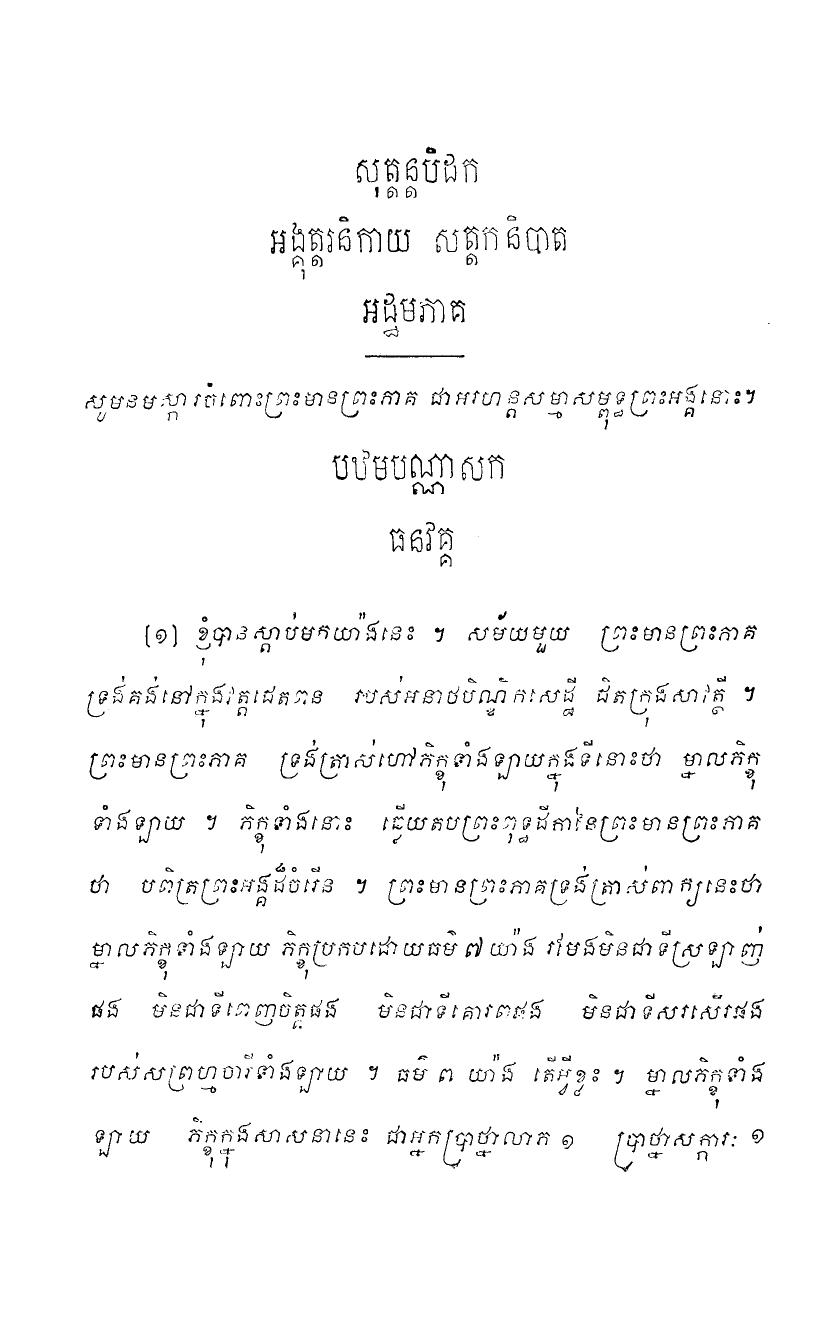 សុត្តន្តបិដក
អង្គុត្តរនិកាយ សត្តកនិបាត
អដ្ឋមភាគ
សូមនមស្ការចំពោះព្រះមានព្រះភាគ ជាអរហន្តសម្មាសម្ពុទ្ធព្រះអង្គនោះ។
បឋមបណ្ណាសក
ធនវគ្គ
[១] ខ្ញុំបានស្តាប់មកយ៉ាងនេះ ។ សម័យមួយ ព្រះមានព្រះភាគ
ទ្រង់គង់នៅក្នុងវត្តជេតពន របស់អនាថបិណ្ឌិកសេដ្ឋី ជិតក្រុងសាវត្ថី ។
ព្រះមានព្រះភាគ ទ្រង់ត្រាស់ហៅភិក្ខុទាំងឡាយក្នុងទីនោះថា ម្នាលភិក្ខុ
ទាំងឡាយ ។ ភិក្ខុទាំងនោះ ឆ្លើយតបព្រះពុទ្ធដីកានៃព្រះមានព្រះភាគ
ថា បពិត្រព្រះអង្គដ៏ចំរើន ។ ព្រះមានព្រះភាគទ្រង់ត្រាស់ពាក្យនេះថា
ម្នាលភិក្ខុទាំងឡាយ ភិក្ខុប្រកបដោយធម៌ ៧ យ៉ាង រមែងមិនជាទីស្រឡាញ់
ផង មិនជាទីពេញចិត្តផង មិនជាទីគោរពផង មិនជាទីសរសើរផង
របស់សព្រហ្មចារីទាំងឡាយ ។ ធម៌ ៧ យ៉ាង តើអ្វីខ្លះ ។ ម្នាលភិក្ខុទាំង
ឡាយ ភិក្ខុក្នុងសាសនានេះ ជាអ្នកប្រាថ្នាលាភ ១ ប្រាថ្នាសក្ការៈ ១